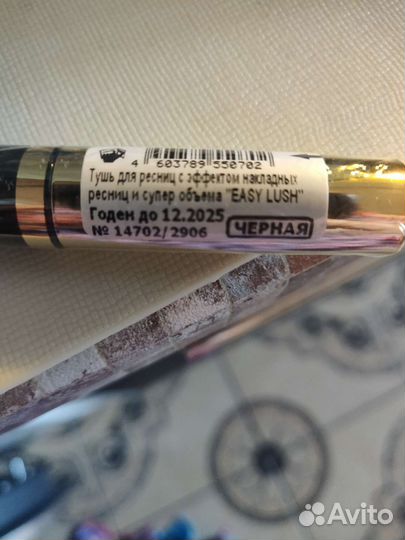 4 603789 550702
Тушь для ресниц с эффектом накладных
ресниц и супер объема "EASY LUSH"
Годен до 12.2025
№ 14702/2906 ЧЕРНАЯ
Avito